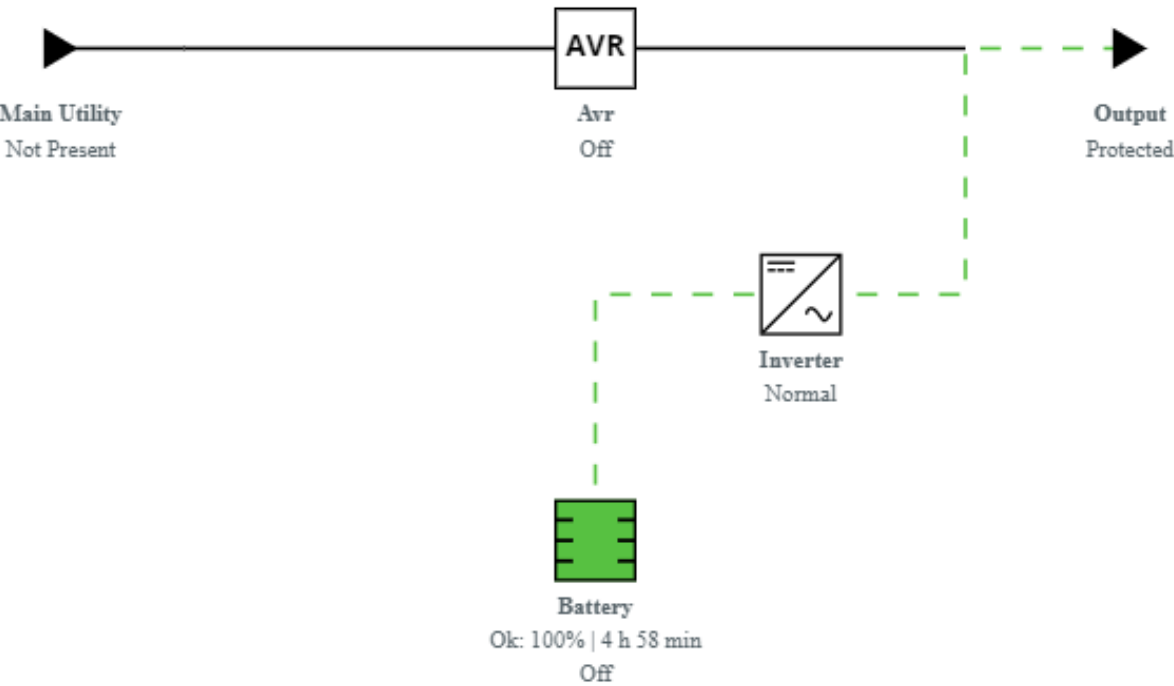 AVR
Main Utility
Not Present
Avr
Off
Output
Protected
Inverter
Normal
Battery
Ok: 100% | 4 h 58 min
Off